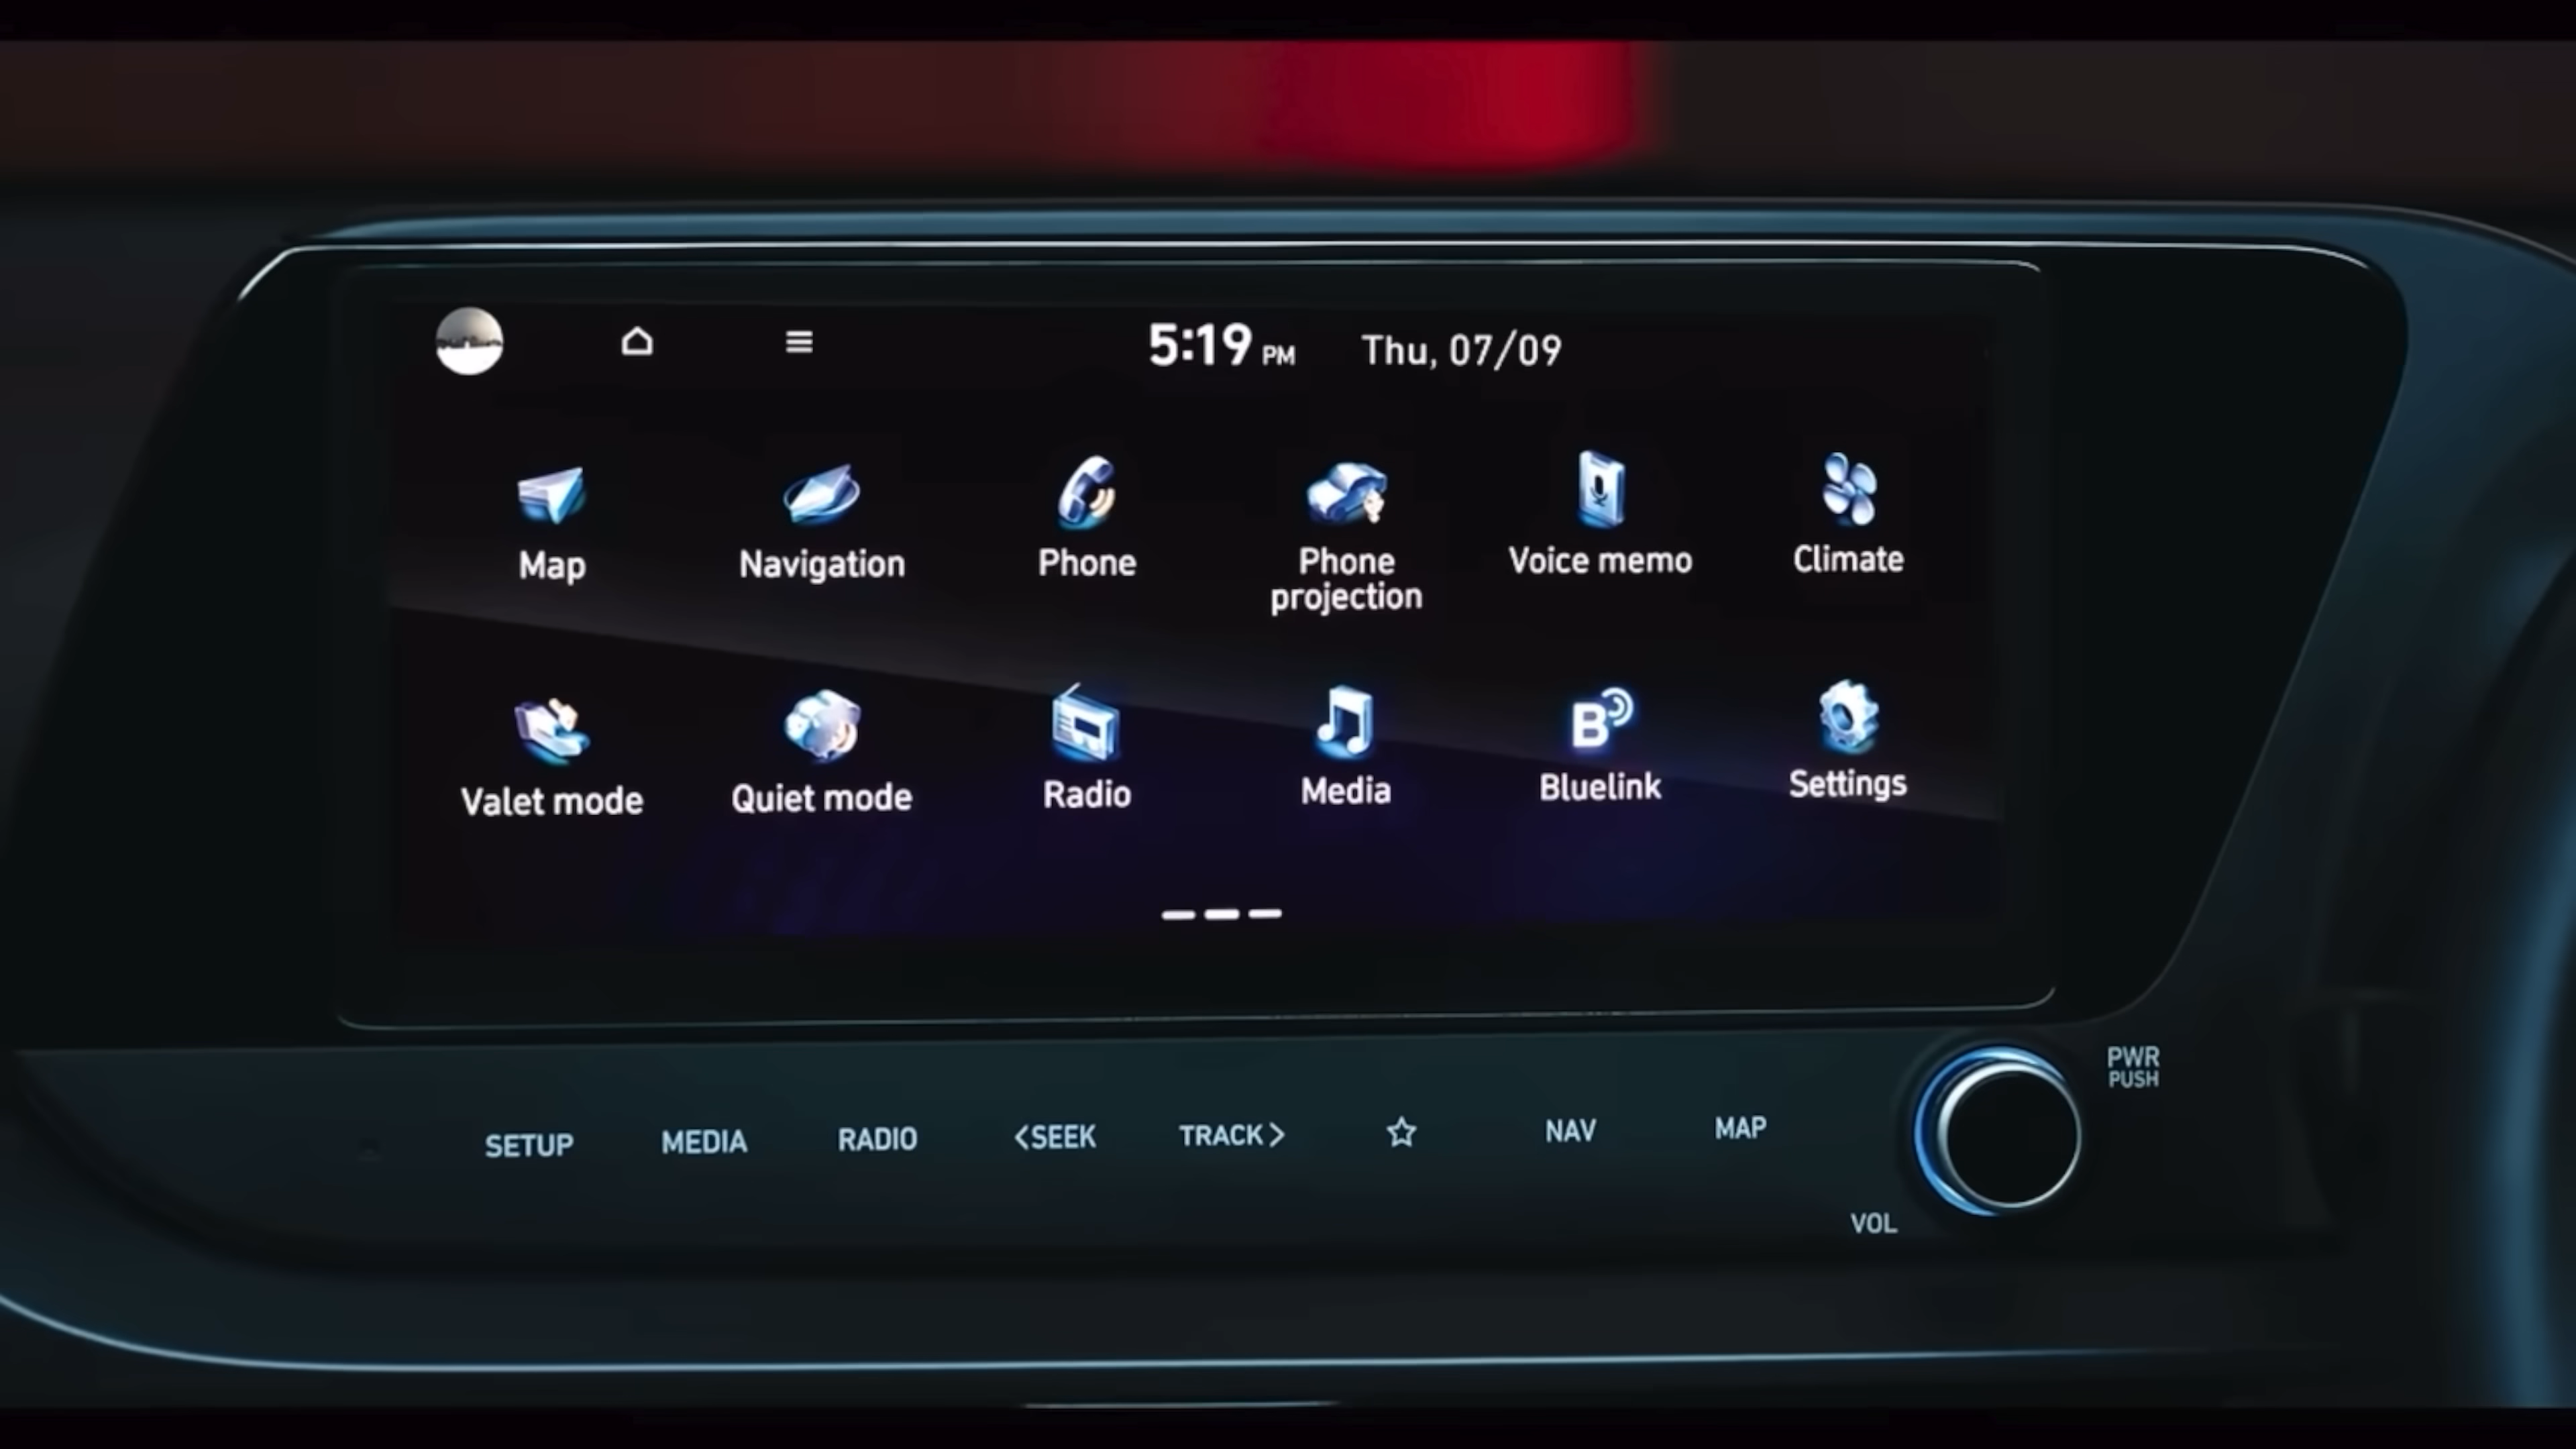 5:19 PM Thu, 07/09
Map Navigation Phone Phone projection Voice memo Climate
Valet mode Quiet mode Radio Media Bluelink Settings
SETUP MEDIA RADIO <SEEK TRACK> ☆ NAV MAP
PWR
PUSH
VOL